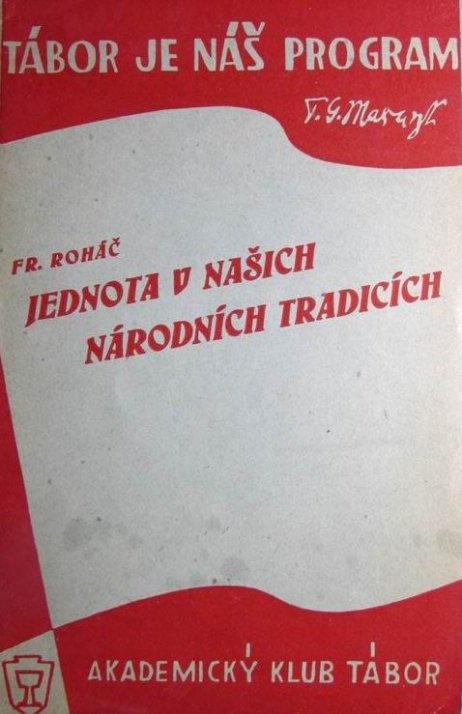 TÁBOR JE NÁŠ PROGRAM
T. G. Masaryk
FR. ROHÁČ
JEDNOTA V NAŠICH
NÁRODNÍCH TRADICÍCH
AKADEMICKÝ KLUB TÁBOR